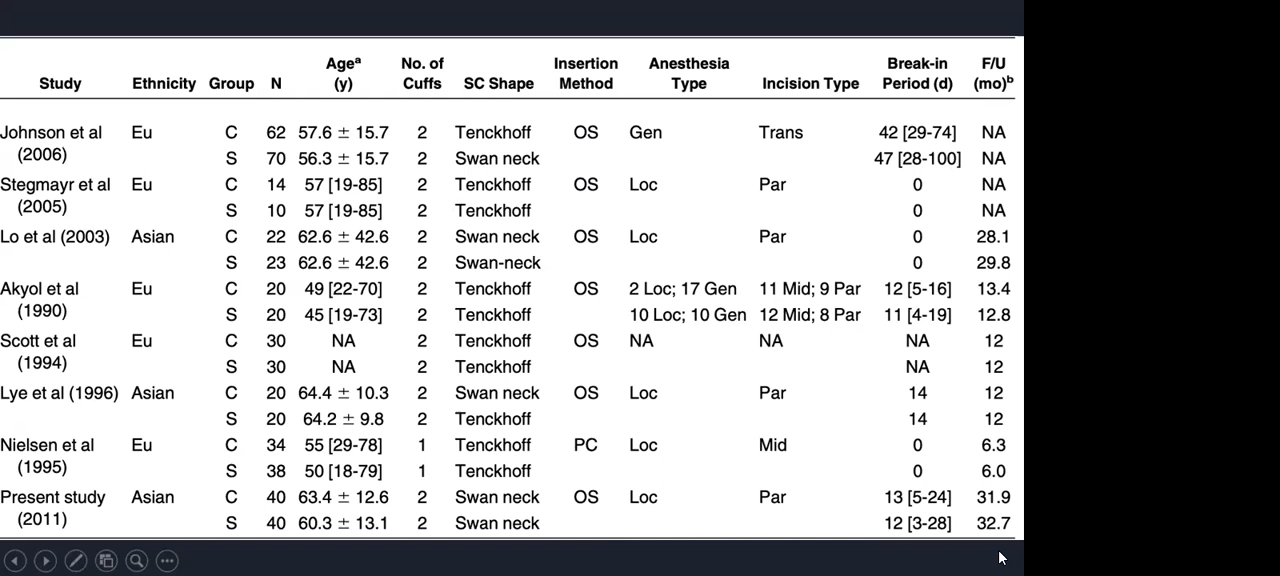 Agea No. of Insertion Anesthesia Break-in F/U
Study Ethnicity Group N (y) Cuffs SC Shape Method Type Incision Type Period (d) (mo)b
Johnson et al Eu C 62 57.6 ± 15.7 2 Tenckhoff OS Gen Trans 42 [29-74] NA
(2006) S 70 56.3 ± 15.7 2 Swan neck 47 [28-100] NA
Stegmayr et al Eu C 14 57 [19-85] 2 Tenckhoff OS Loc Par 0 NA
(2005) S 10 57 [19-85] 2 Tenckhoff 0 NA
Lo et al (2003) Asian C 22 62.6 ± 42.6 2 Swan neck OS Loc Par 0 28.1
S 23 62.6 ± 42.6 2 Swan-neck 0 29.8
Akyol et al Eu C 20 49 [22-70] 2 Tenckhoff OS 2 Loc; 17 Gen 11 Mid; 9 Par 12 [5-16] 13.4
(1990) S 20 45 [19-73] 2 Tenckhoff 10 Loc; 10 Gen 12 Mid; 8 Par 11 [4-19] 12.8
Scott et al Eu C 30 NA 2 Tenckhoff OS NA NA NA 12
(1994) S 30 NA 2 Tenckhoff NA 12
Lye et al (1996) Asian C 20 64.4 ± 10.3 2 Swan neck OS Loc Par 14 12
S 20 64.2 ± 9.8 2 Tenckhoff 14 12
Nielsen et al Eu C 34 55 [29-78] 1 Tenckhoff PC Loc Mid 0 6.3
(1995) S 38 50 [18-79] 1 Tenckhoff 0 6.0
Present study Asian C 40 63.4 ± 12.6 2 Swan neck OS Loc Par 13 [5-24] 31.9
(2011) S 40 60.3 ± 13.1 2 Swan neck 12 [3-28] 32.7